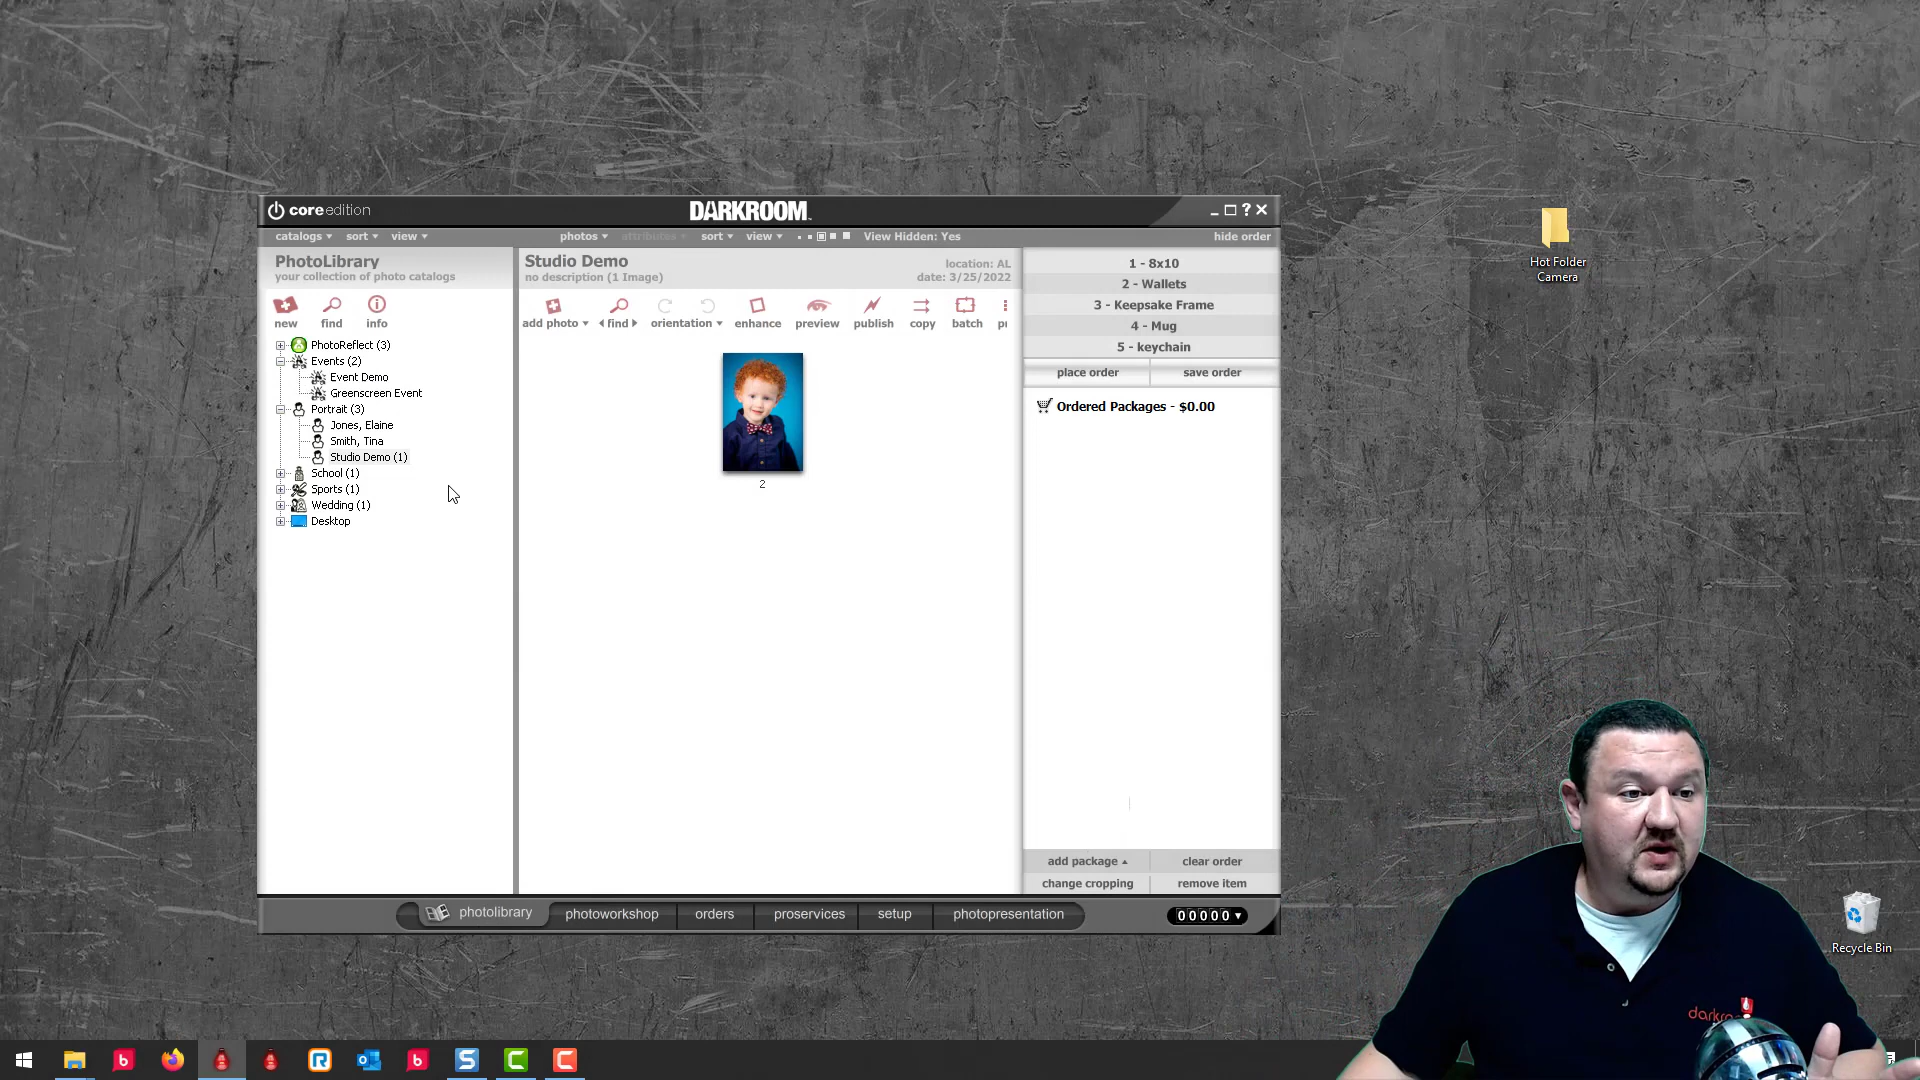 coreedition
DARKROOM
catalogs sort view photos attributes sort view View Hidden: Yes hide order
PhotoLibrary
your collection of photo catalogs
new find info
PhotoReflect (3)
Events (2)
Event Demo
Greenscreen Event
Portrait (3)
Jones, Elaine
Smith, Tina
Studio Demo (1)
School (1)
Sports (1)
Wedding (1)
Desktop
Studio Demo
no description (1 Image)
location: AL
date: 3/25/2022
add photo find orientation enhance preview publish copy batch
2
1 - 8x10
2 - Wallets
3 - Keepsake Frame
4 - Mug
5 - keychain
place order save order
Ordered Packages - $0.00
add package clear order
change cropping remove item
photolibrary photoworkshop orders proservices setup photopresentation
00000
Hot Folder
Camera
Recycle Bin